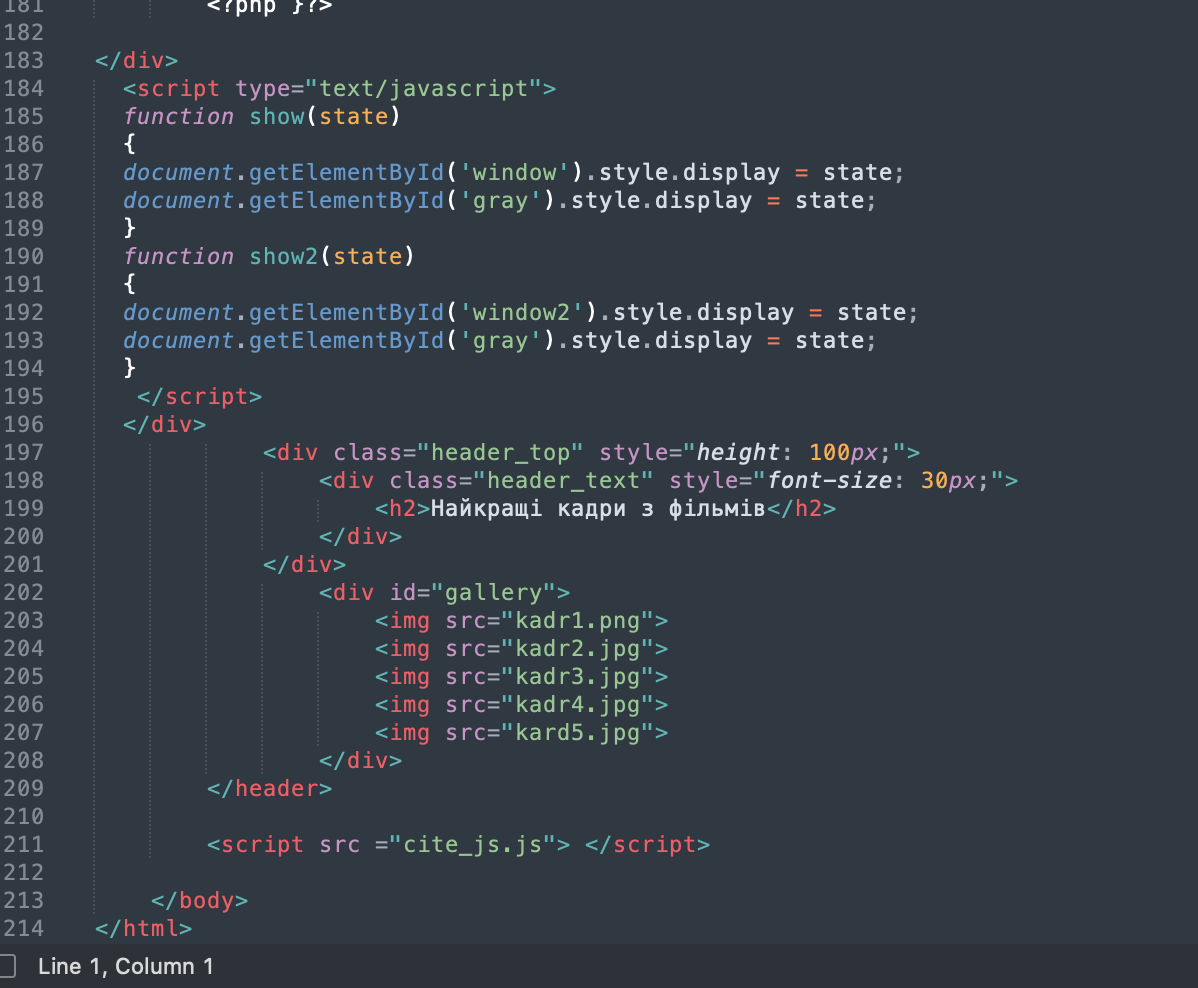 181 <?php }?>
182
183 </div>
184 <script type="text/javascript">
185 function show(state)
186 {
187 document.getElementById('window').style.display = state;
188 document.getElementById('gray').style.display = state;
189 }
190 function show2(state)
191 {
192 document.getElementById('window2').style.display = state;
193 document.getElementById('gray').style.display = state;
194 }
195 </script>
196 </div>
197 <div class="header_top" style="height: 100px;">
198 <div class="header_text" style="font-size: 30px;">
199 <h2>Найкращі кадри з фільмів</h2>
200 </div>
201 </div>
202 <div id="gallery">
203 <img src="kadr1.png">
204 <img src="kadr2.jpg">
205 <img src="kadr3.jpg">
206 <img src="kadr4.jpg">
207 <img src="kard5.jpg">
208 </div>
209 </header>
210
211 <script src ="cite_js.js"> </script>
212
213 </body>
214 </html>
Line 1, Column 1